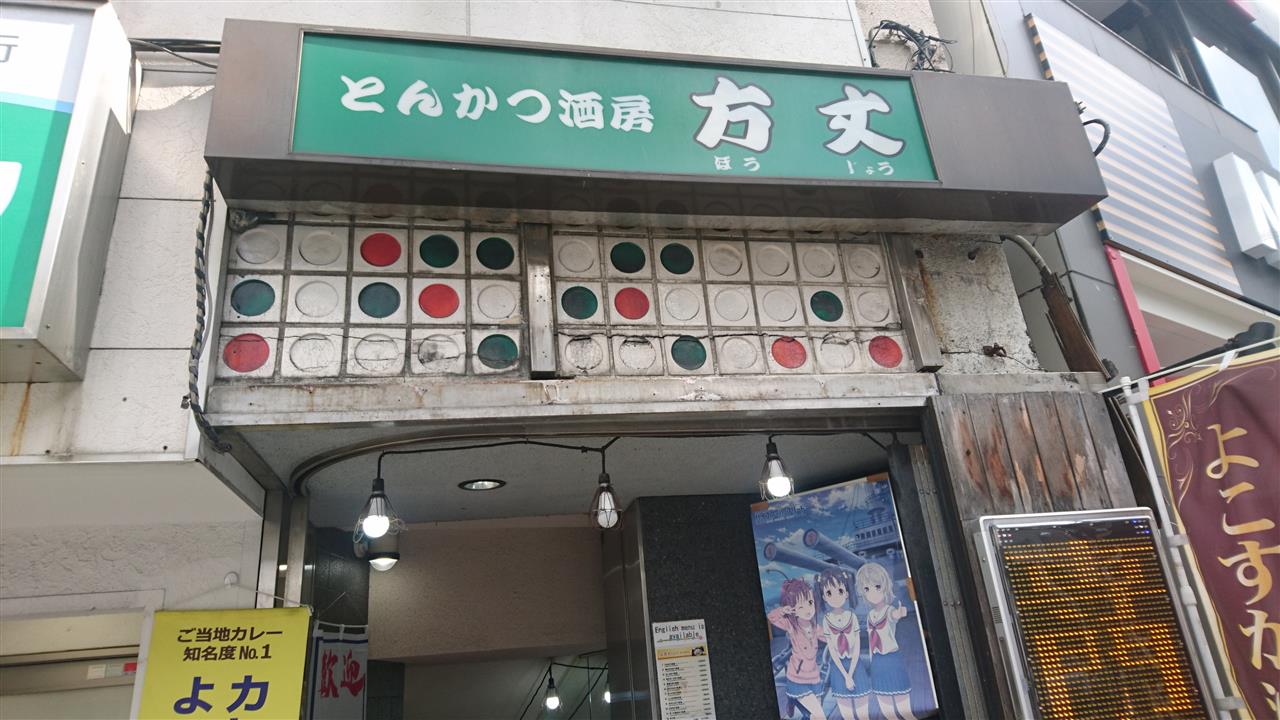 とんかつ酒房 方丈
ほうじょう
ご当地カレー
知名度No.1
よカ
歓迎
English menu is
available
よこすか